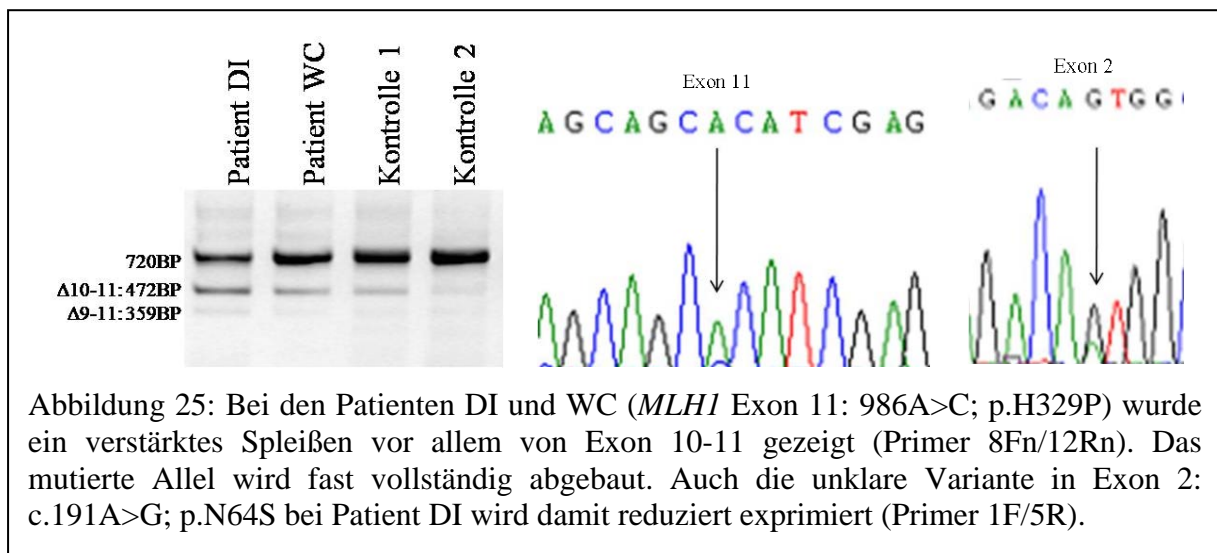 Patient DI
Patient WC
Kontrolle 1
Kontrolle 2
720BP
Δ10-11:472BP
Δ9-11:359BP
Exon 11
AGCAGCACATCGAG
Exon 2
GACAGTGG
Abbildung 25: Bei den Patienten DI und WC (MLH1 Exon 11: 986A>C; p.H329P) wurde
ein verstärktes Spleißen vor allem von Exon 10-11 gezeigt (Primer 8Fn/12Rn). Das
mutierte Allel wird fast vollständig abgebaut. Auch die unklare Variante in Exon 2:
c.191A>G; p.N64S bei Patient DI wird damit reduziert exprimiert (Primer 1F/5R).